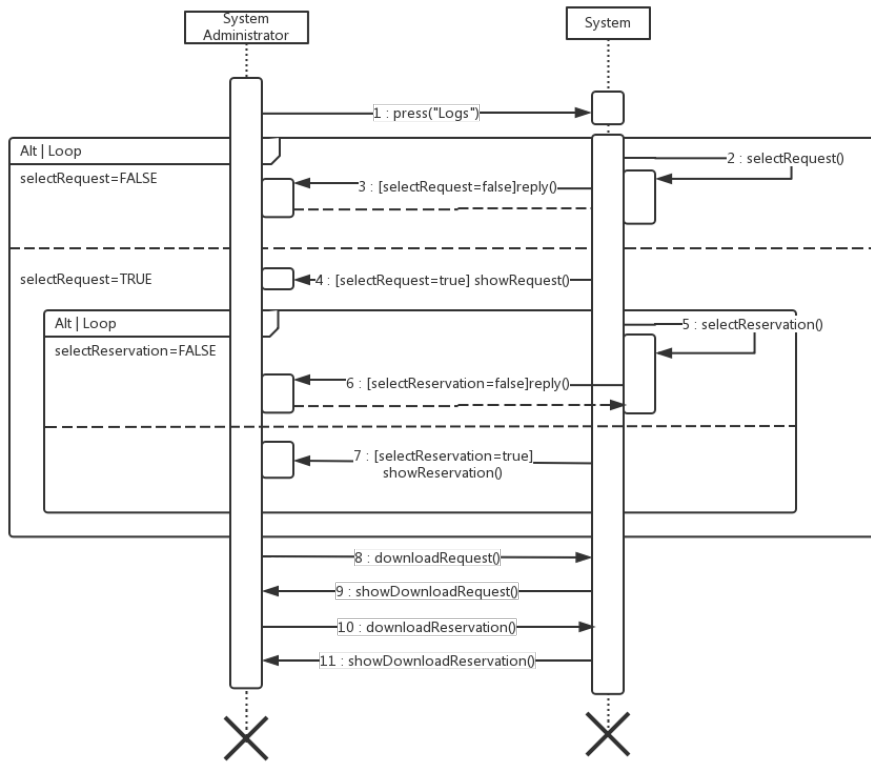 System
Administrator
System
1 : press("Logs")
Alt | Loop
2 : selectRequest()
selectRequest=FALSE
3 : [selectRequest=false]reply()
selectRequest=TRUE
4 : [selectRequest=true] showRequest()
Alt | Loop
5 : selectReservation()
selectReservation=FALSE
6 : [selectReservation=false]reply()
7 : [selectReservation=true]
showReservation()
8 : downloadRequest()
9 : showDownloadRequest()
10 : downloadReservation()
11 : showDownloadReservation()